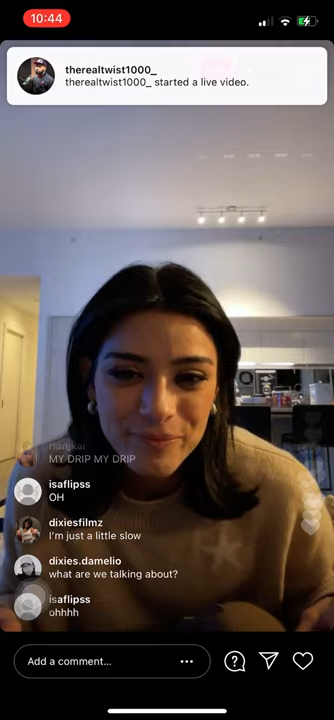 10:44
therealtwist1000_
therealtwist1000_ started a live video.
MY DRIP MY DRIP
isaflipss
OH
dixiesfilmz
I'm just a little slow
dixies.damelio
what are we talking about?
isaflipss
ohhhh
Add a comment...